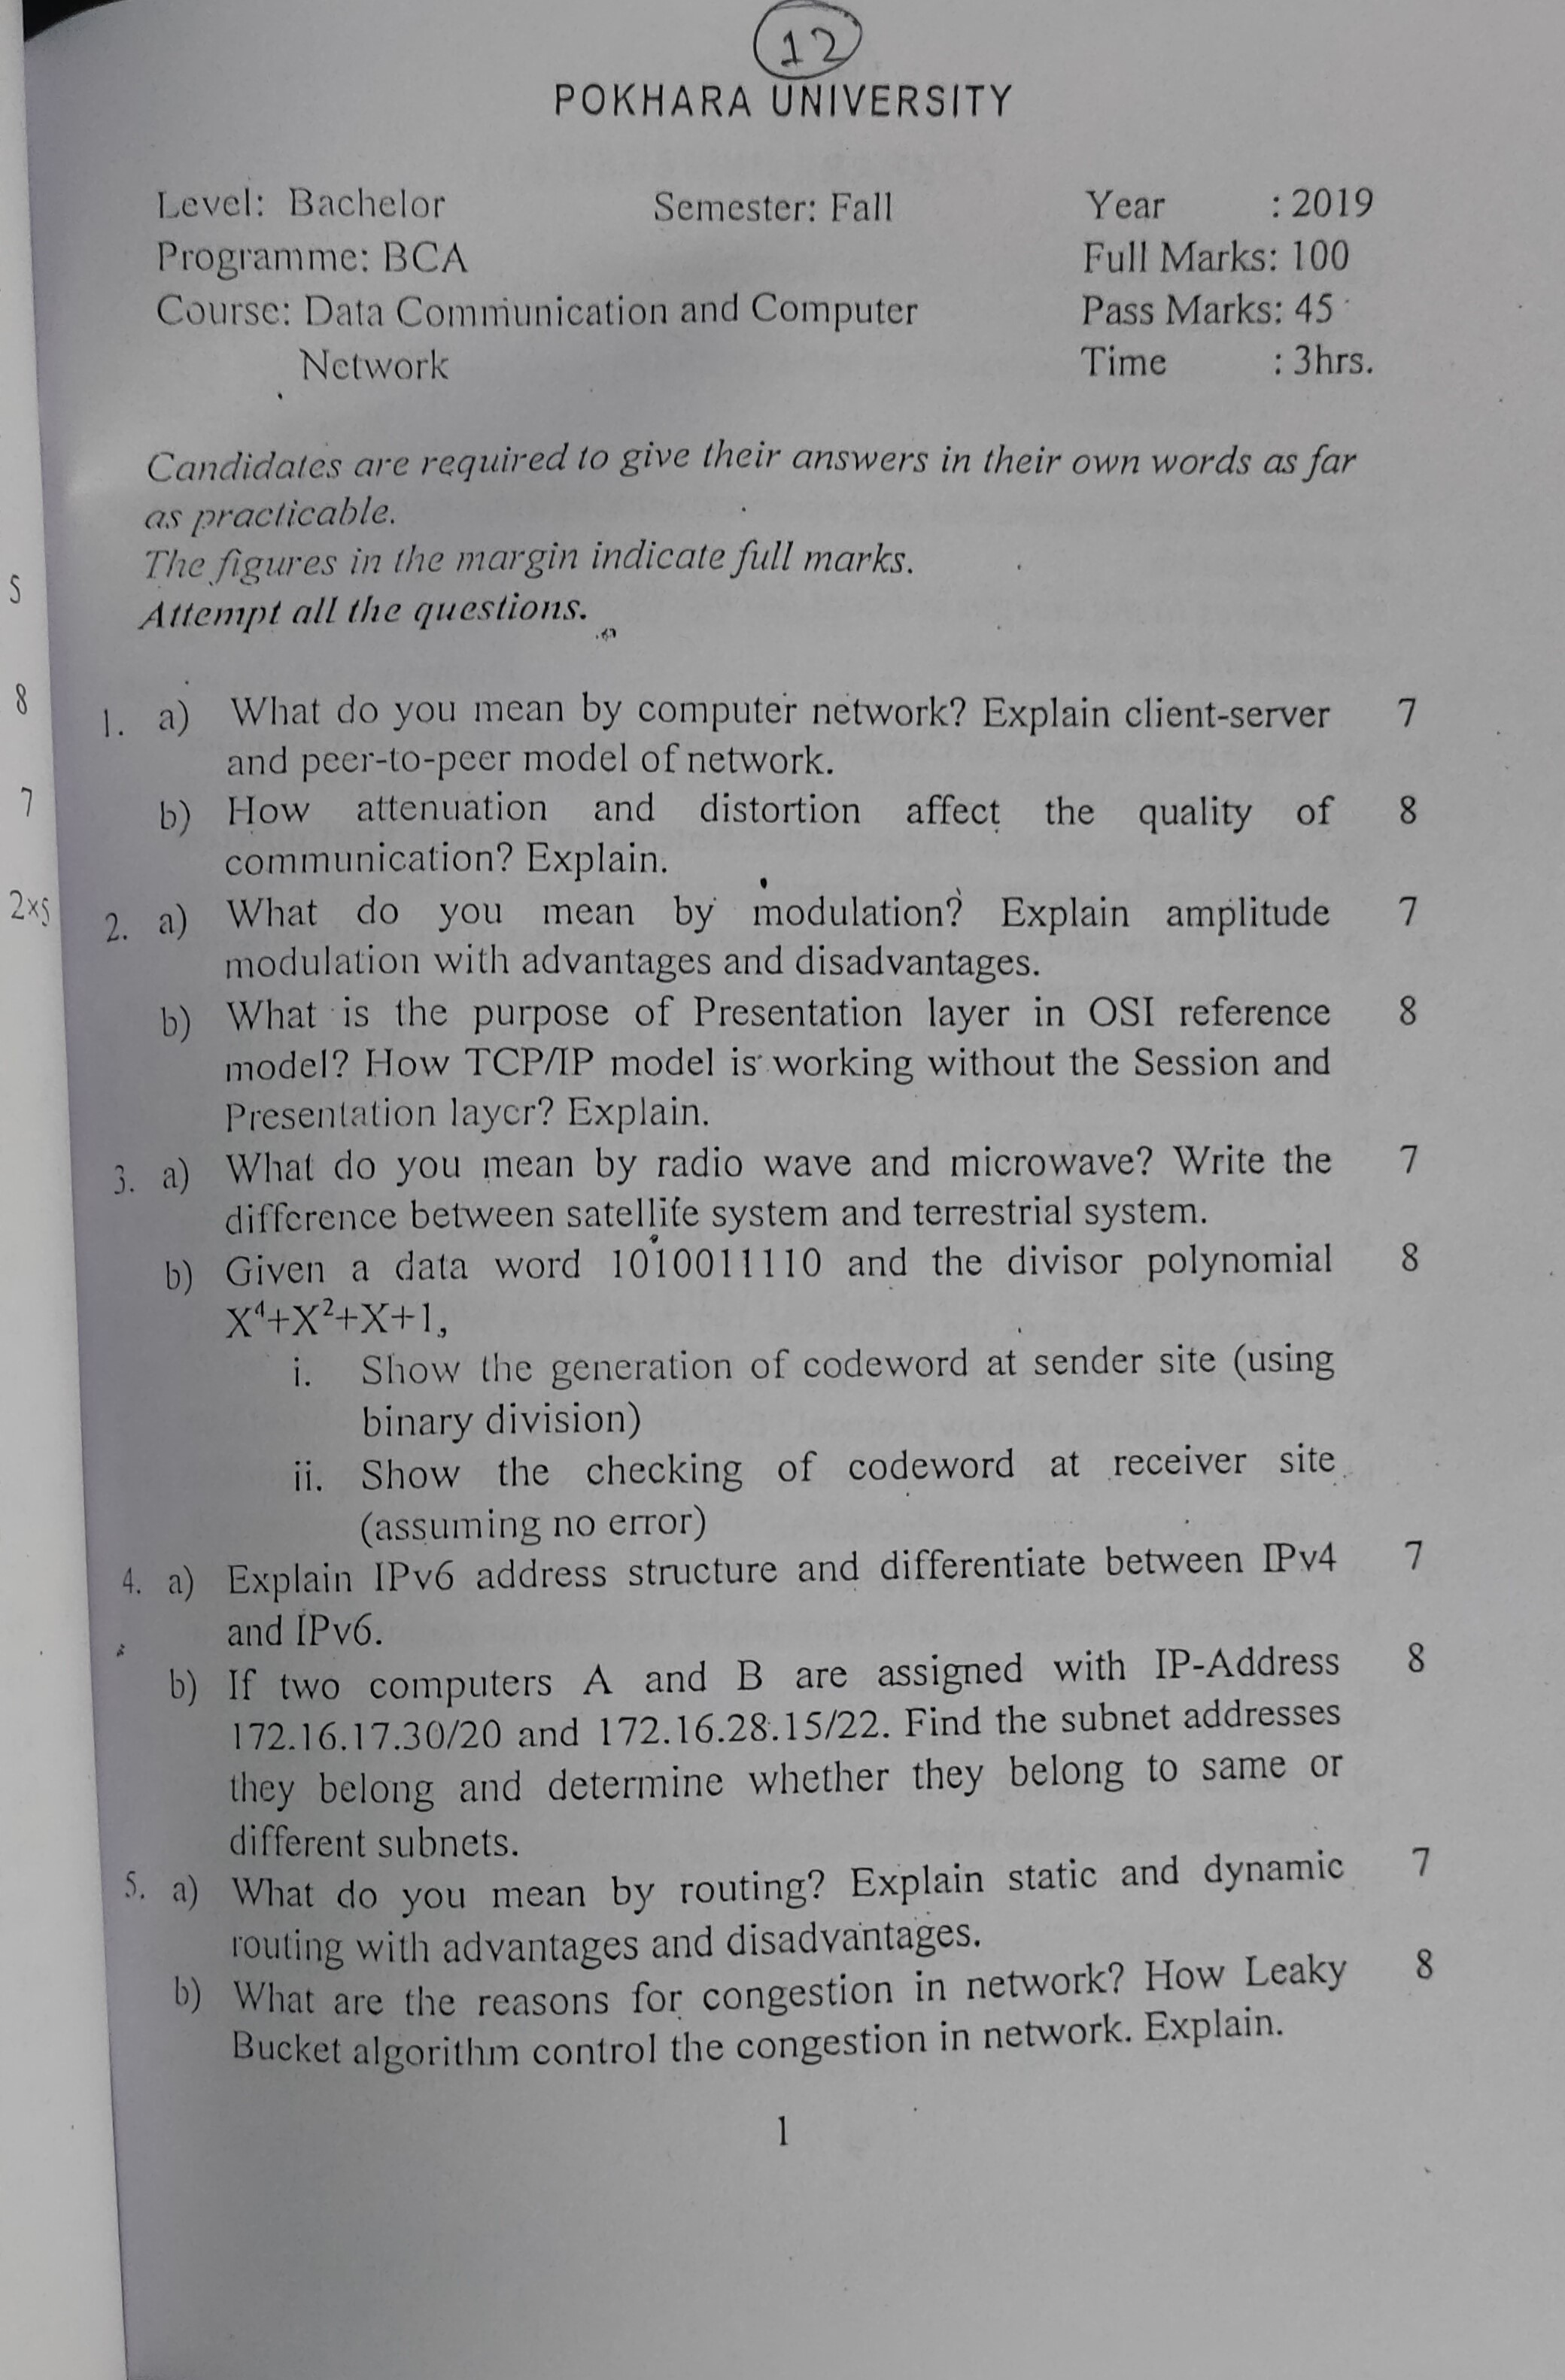 12
POKHARA UNIVERSITY
Level: Bachelor Semester: Fall Year : 2019
Programme: BCA Full Marks: 100
Course: Data Communication and Computer Pass Marks: 45
Network Time : 3hrs.
Candidates are required to give their answers in their own words as far
as practicable.
The figures in the margin indicate full marks.
Attempt all the questions.
5
8
7
2×5
1. a) What do you mean by computer network? Explain client-server 7
and peer-to-peer model of network.
b) How attenuation and distortion affect the quality of 8
communication? Explain.
2. a) What do you mean by modulation? Explain amplitude 7
modulation with advantages and disadvantages.
b) What is the purpose of Presentation layer in OSI reference 8
model? How TCP/IP model is working without the Session and
Presentation layer? Explain.
3. a) What do you mean by radio wave and microwave? Write the 7
difference between satellite system and terrestrial system.
b) Given a data word 1010011110 and the divisor polynomial 8
X⁴+X²+X+1,
i. Show the generation of codeword at sender site (using
binary division)
ii. Show the checking of codeword at receiver site
(assuming no error)
4. a) Explain IPv6 address structure and differentiate between IPv4 7
and IPv6.
b) If two computers A and B are assigned with IP-Address 8
172.16.17.30/20 and 172.16.28.15/22. Find the subnet addresses
they belong and determine whether they belong to same or
different subnets.
5. a) What do you mean by routing? Explain static and dynamic 7
routing with advantages and disadvantages.
b) What are the reasons for congestion in network? How Leaky 8
Bucket algorithm control the congestion in network. Explain.
1